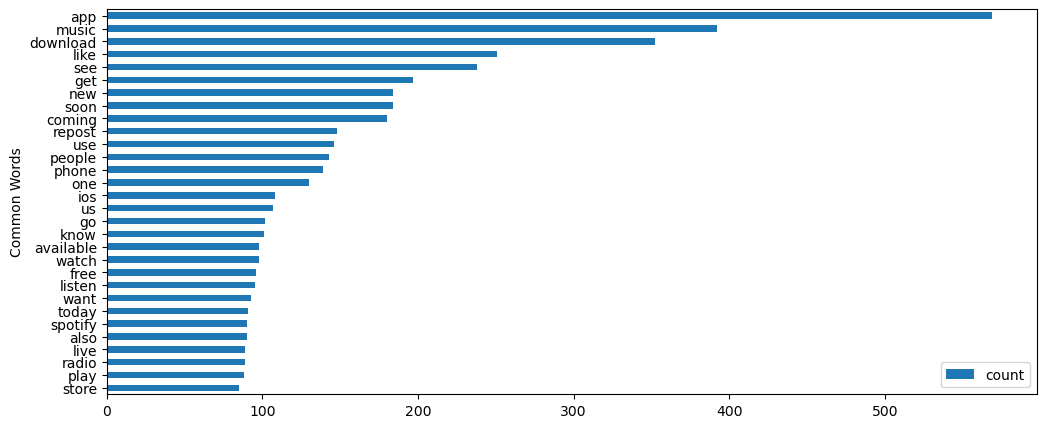 app
music
download
like
see
get
new
soon
coming
repost
use
people
phone
one
ios
us
go
know
available
watch
free
listen
want
today
spotify
also
live
radio
play
store
Common Words
count
0 100 200 300 400 500